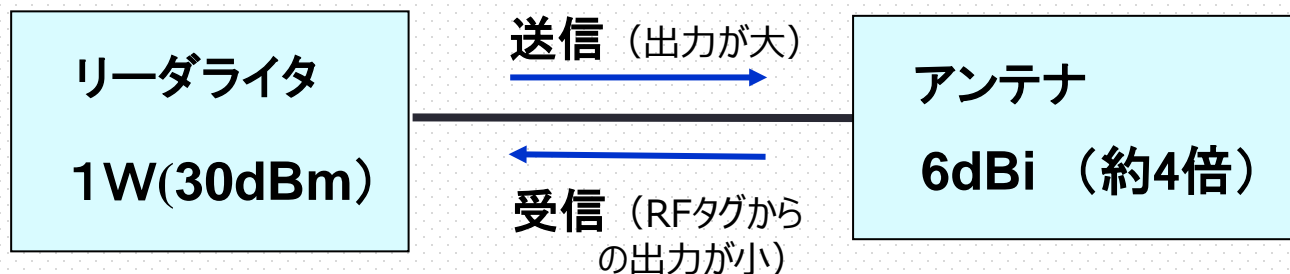 リーダライタ
1W(30dBm）
送信（出力が大）
受信（RFタグから
の出力が小）
アンテナ
6dBi （約4倍）